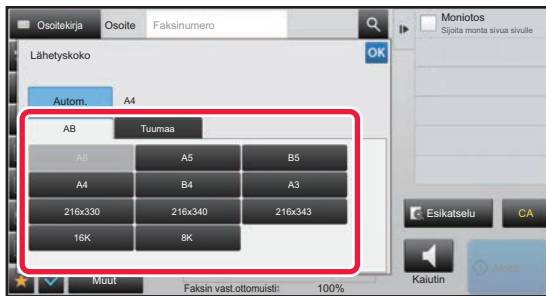 Osoitekirja Osoite Faksinumero
Moniotos
Sijoita monta sivua sivulle
Lähetyskoko
OK
Autom. A4
AB Tuumaa
A6 A5 B5
A4 B4 A3
216x330 216x340 216x343
16K 8K
Esikatselu CA
Aloita
Muut Kaiutin
Faksin vast.ottomuisti: 100%